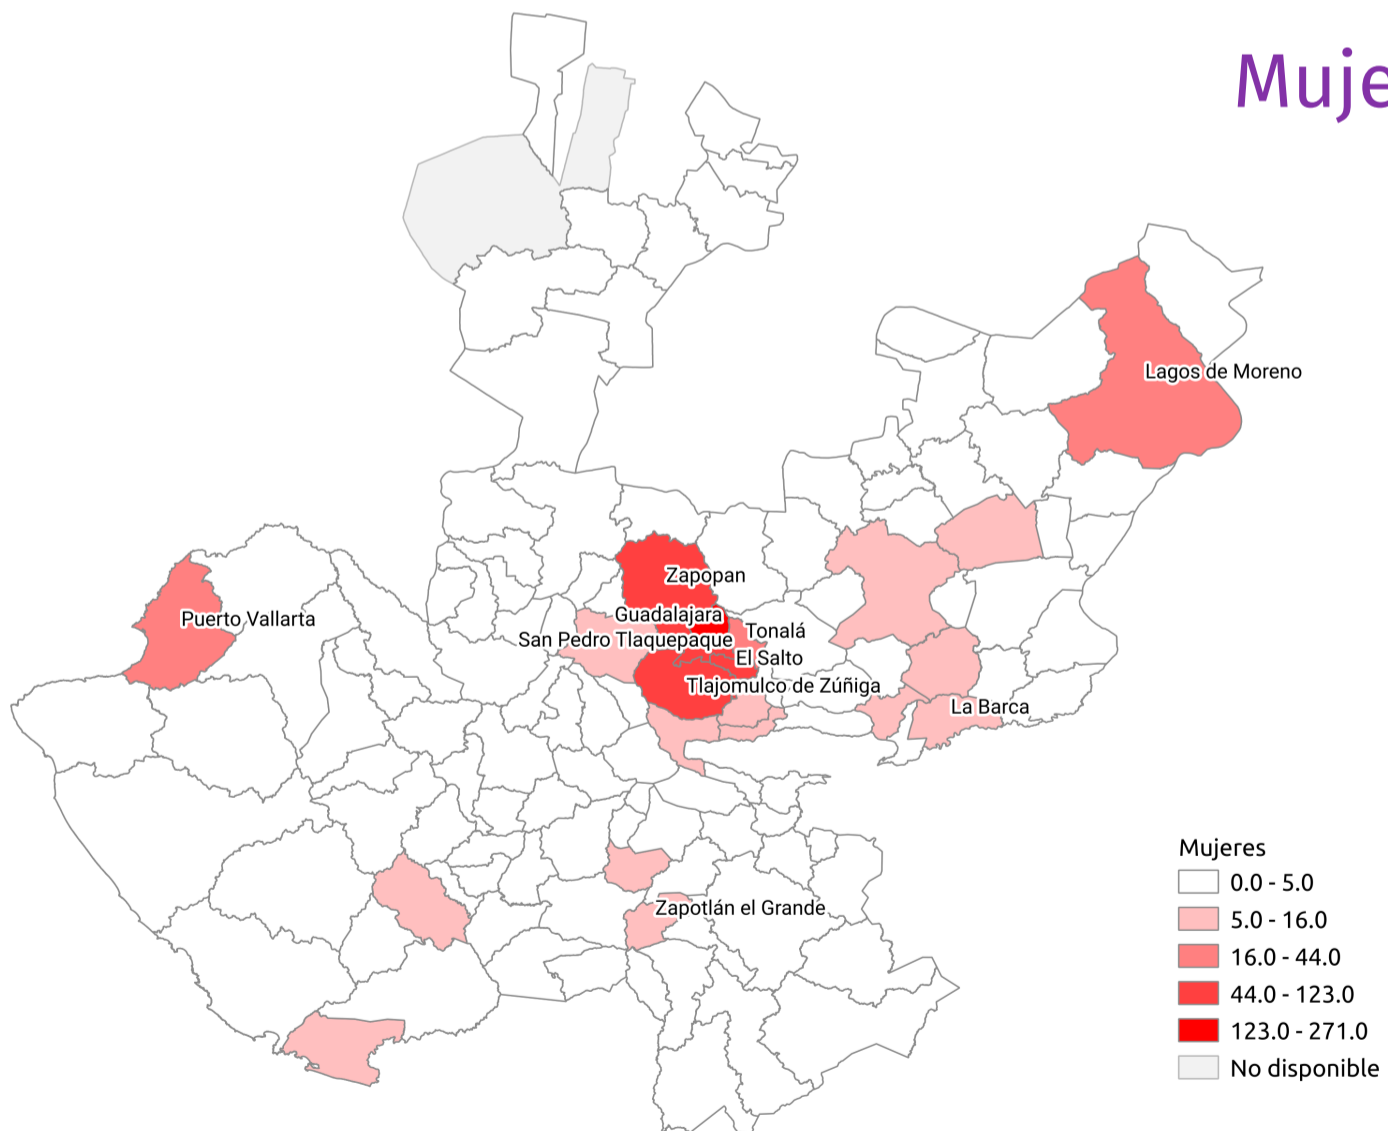 Muje
Lagos de Moreno
Zapopan
Guadalajara
Puerto Vallarta
Tonalá
San Pedro Tlaquepaque
El Salto
Tlajomulco de Zúñiga
La Barca
Zapotlán el Grande
Mujeres
0.0 - 5.0
5.0 - 16.0
16.0 - 44.0
44.0 - 123.0
123.0 - 271.0
No disponible